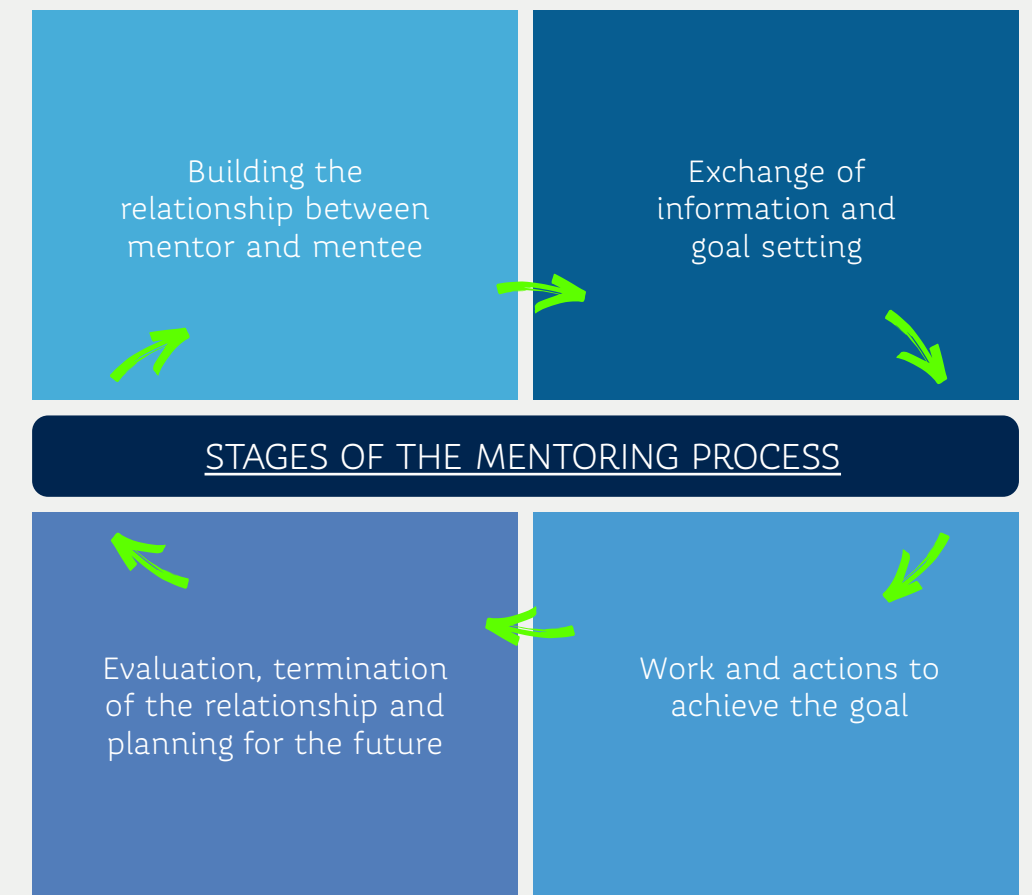 Building the
relationship between
mentor and mentee
Exchange of
information and
goal setting
STAGES OF THE MENTORING PROCESS
Evaluation, termination
of the relationship and
planning for the future
Work and actions to
achieve the goal